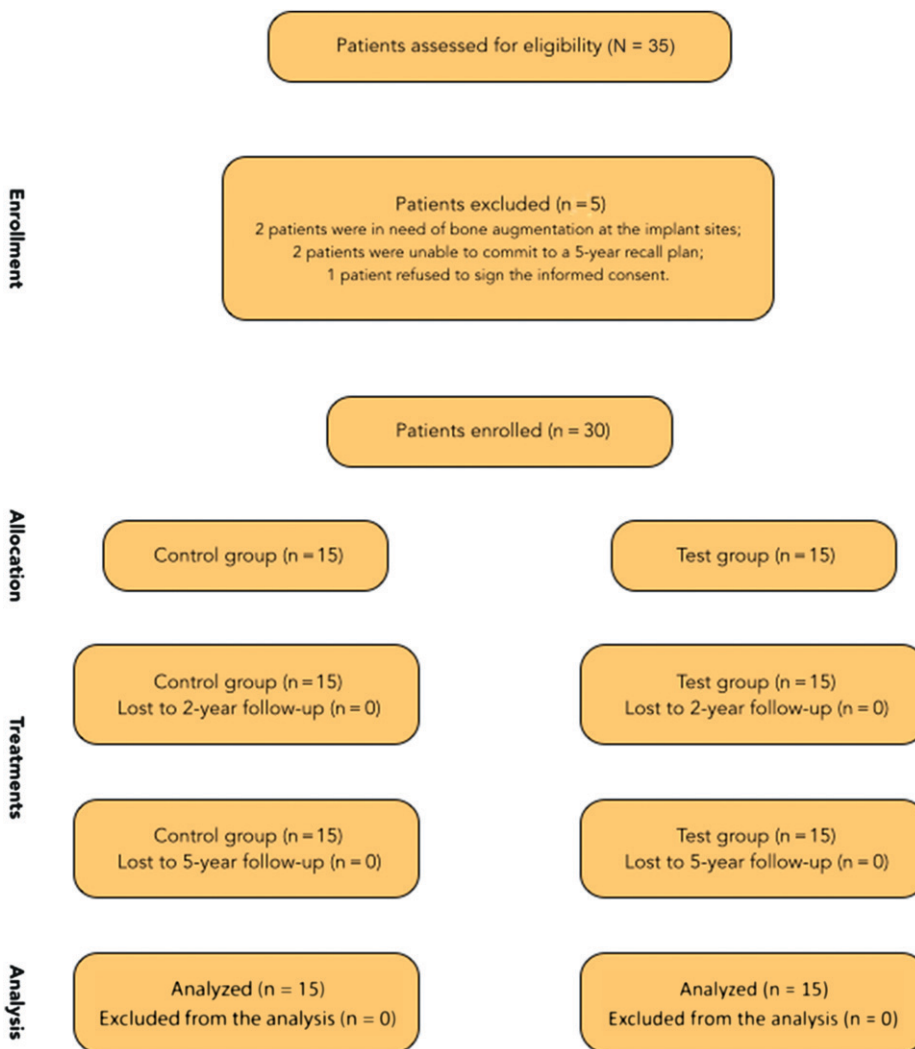 Patients assessed for eligibility (N = 35)
Enrollment
Patients excluded (n = 5)
2 patients were in need of bone augmentation at the implant sites;
2 patients were unable to commit to a 5-year recall plan;
1 patient refused to sign the informed consent.
Patients enrolled (n = 30)
Allocation
Control group (n = 15)
Test group (n = 15)
Treatments
Control group (n = 15)
Lost to 2-year follow-up (n = 0)
Test group (n = 15)
Lost to 2-year follow-up (n = 0)
Control group (n = 15)
Lost to 5-year follow-up (n = 0)
Test group (n = 15)
Lost to 5-year follow-up (n = 0)
Analysis
Analyzed (n = 15)
Excluded from the analysis (n = 0)
Analyzed (n = 15)
Excluded from the analysis (n = 0)